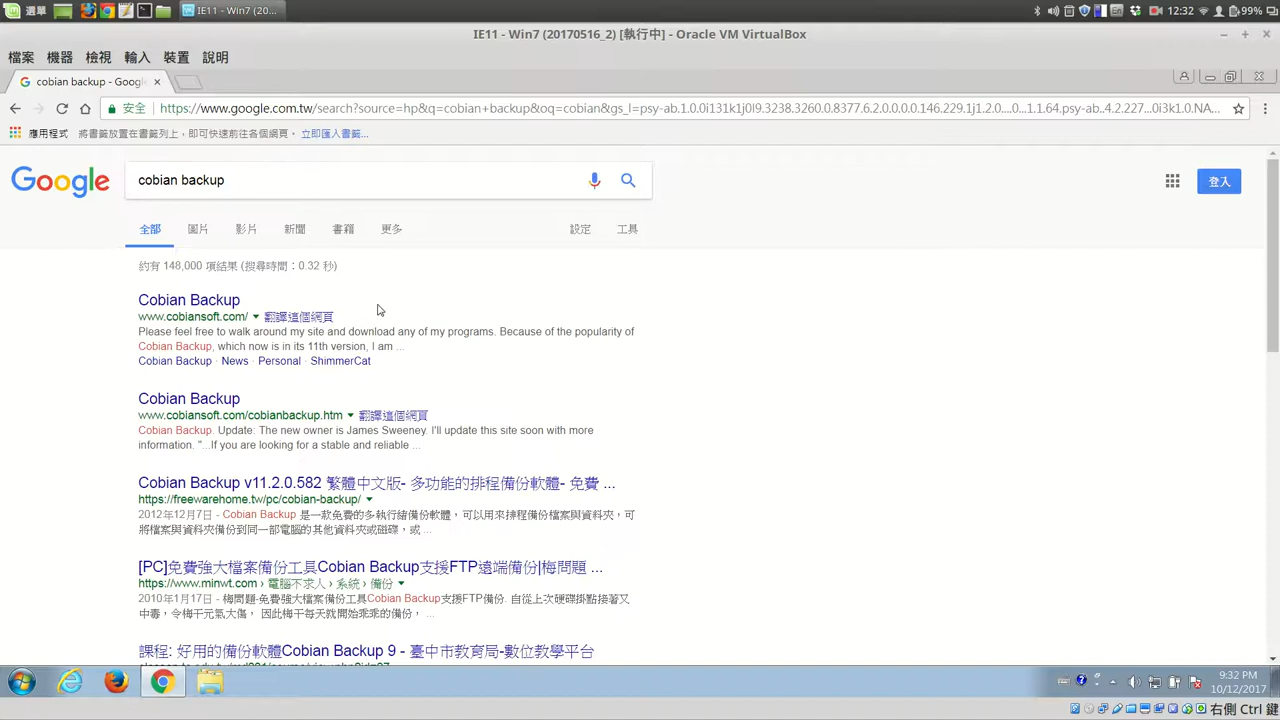 選單
IE11 - Win7 (20...
12:32
99%
IE11 - Win7 (20170516_2) [執行中] - Oracle VM VirtualBox
檔案 機器 檢視 輸入 裝置 說明
cobian backup - Google
安全 https://www.google.com.tw/search?source=hp&q=cobian+backup&oq=cobian&gs_l=psy-ab.1.0.0i131k1j0l9.3238.3261.0.8377.6.2.0.0.0.0.146.229.1j1.2.0....0...1.1.64.psy-ab..4.2.227...0i3k1.0.NA...
應用程式 將書籤放置在書籤列上，即可快速前往各個網頁。 立即匯入書籤...
Google
cobian backup
登入
全部 圖片 影片 新聞 書籍 更多 設定 工具
約有 148,000 項結果 (搜尋時間：0.32 秒)
Cobian Backup
www.cobiansoft.com/ 翻譯這個網頁
Please feel free to walk around my site and download any of my programs. Because of the popularity of
Cobian Backup, which now is in its 11th version, I am ...
Cobian Backup · News · Personal · ShimmerCat
Cobian Backup
www.cobiansoft.com/cobianbackup.htm 翻譯這個網頁
Cobian Backup. Update: The new owner is James Sweeney. I'll update this site soon with more
information. "...If you are looking for a stable and reliable ...
Cobian Backup v11.2.0.582 繁體中文版- 多功能的排程備份軟體- 免費 ...
https://freewarehome.tw/pc/cobian-backup/
2012年12月7日 - Cobian Backup 是一款免費的多執行緒備份軟體，可以用來排程備份檔案與資料夾，可
將檔案與資料夾備份到同一部電腦的其他資料夾或磁碟，或 ...
[PC]免費強大檔案備份工具Cobian Backup支援FTP遠端備份|梅問題 ...
https://www.minwt.com › 電腦不求人 › 系統 › 備份
2010年1月17日 - 梅問題-免費強大檔案備份工具Cobian Backup支援FTP備份. 自從上次硬碟掛點接著又
中毒，令梅干元氣大傷， 因此梅干每天就開始乖乖的備份， ...
課程: 好用的備份軟體Cobian Backup 9 - 臺中市教育局-數位教學平台
9:32 PM
10/12/2017
右側 Ctrl 鍵